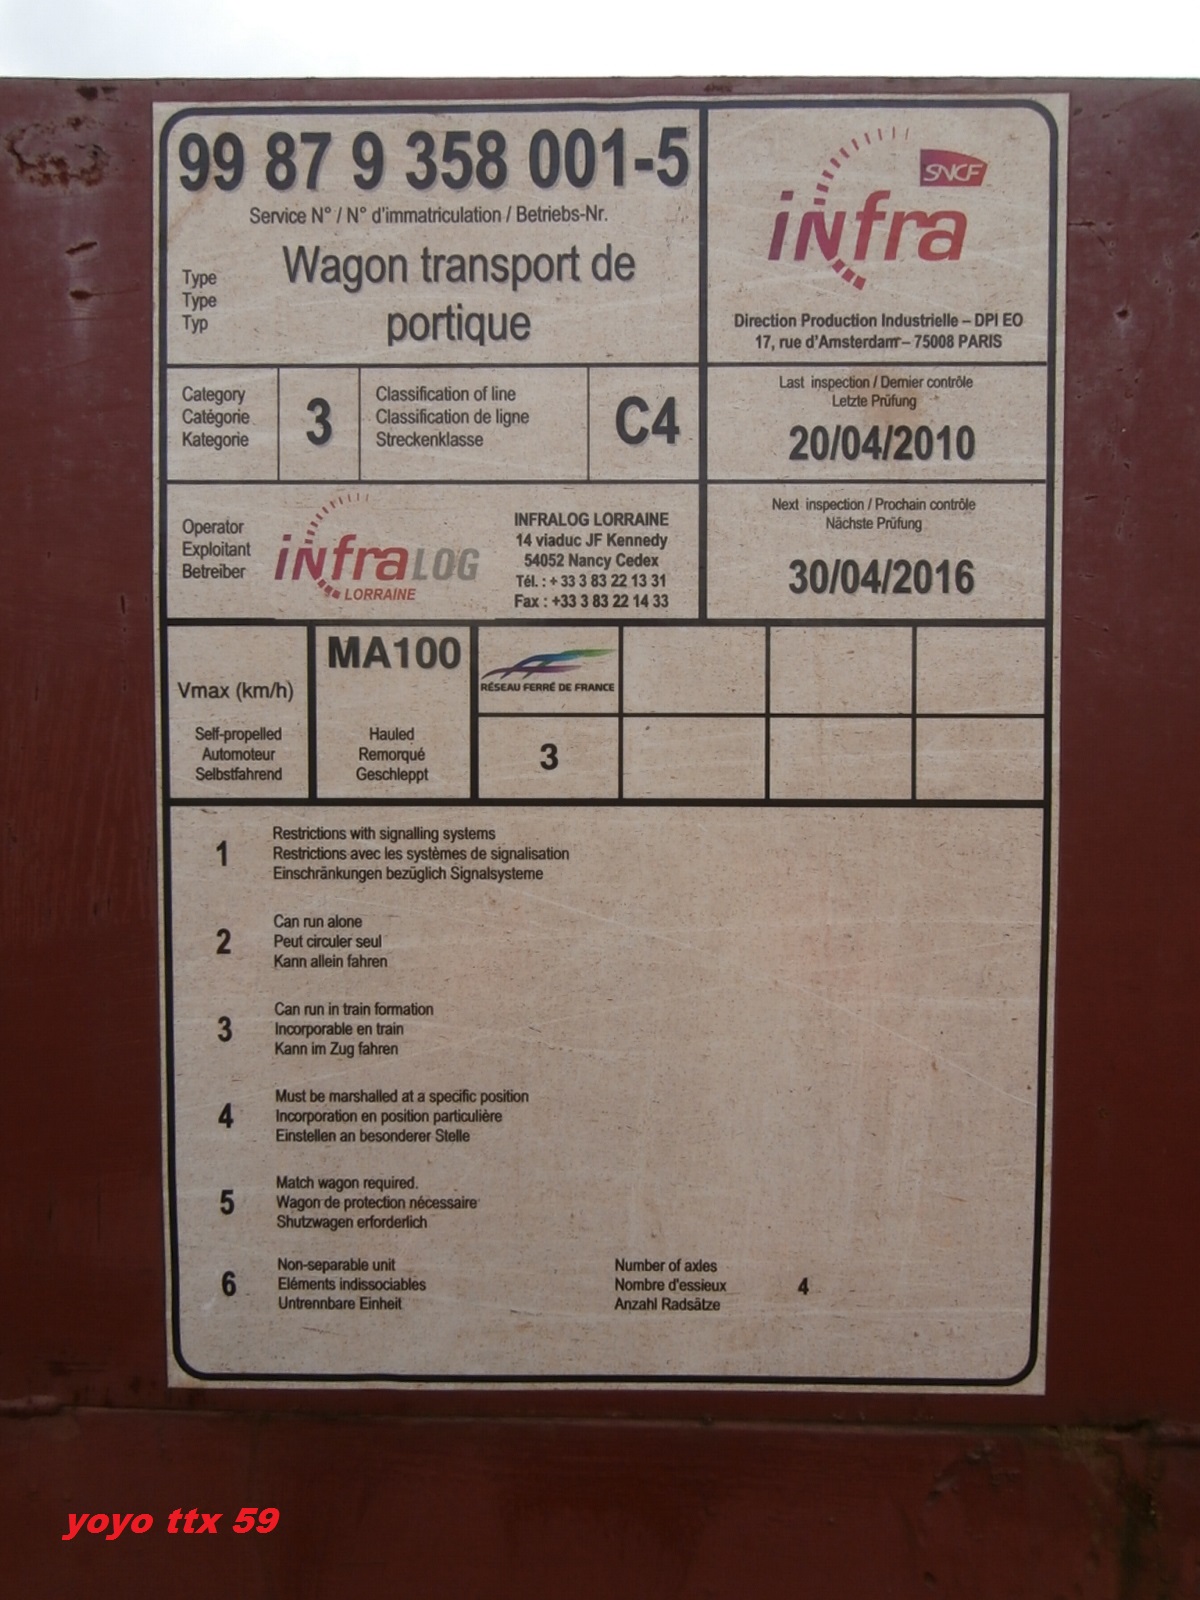 99 87 9 358 001-5
Service N° / N° d'immatriculation / Betriebs-Nr.
Type
Type
Typ
Wagon transport de
portique
SNCF
infra
Direction Production Industrielle – DPI EO
17, rue d'Amsterdam – 75008 PARIS
Category
Catégorie
Kategorie
3
Classification of line
Classification de ligne
Streckenklasse
C4
Last inspection / Dernier contrôle
Letzte Prüfung
20/04/2010
Operator
Exploitant
Betreiber
infraLOG
LORRAINE
INFRALOG LORRAINE
14 viaduc JF Kennedy
54052 Nancy Cedex
Tél. : + 33 3 83 22 13 31
Fax : +33 3 83 22 14 33
Next inspection / Prochain contrôle
Nächste Prüfung
30/04/2016
Vmax (km/h)
Self-propelled
Automoteur
Selbstfahrend
MA100
Hauled
Remorqué
Geschleppt
RÉSEAU FERRÉ DE FRANCE
3
1
Restrictions with signalling systems
Restrictions avec les systèmes de signalisation
Einschränkungen bezüglich Signalsysteme
2
Can run alone
Peut circuler seul
Kann allein fahren
3
Can run in train formation
Incorporable en train
Kann im Zug fahren
4
Must be marshalled at a specific position
Incorporation en position particulière
Einstellen an besonderer Stelle
5
Match wagon required.
Wagon de protection nécessaire
Shutzwagen erforderlich
6
Non-separable unit
Eléments indissociables
Untrennbare Einheit
Number of axles
Nombre d'essieux
Anzahl Radsätze
4
yoyo ttx 59